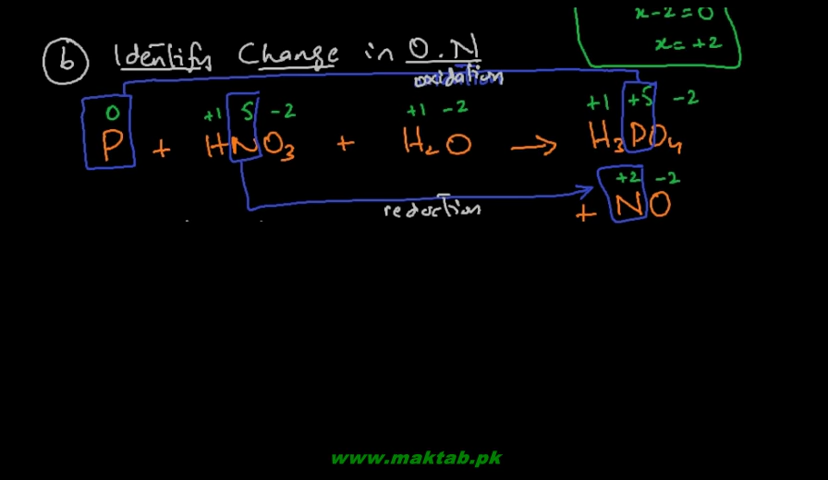 x-2=0
x=+2
b Identify Change in O.N
oxidation
0 +1 5 -2 +1 -2 +1 +5 -2
P + HNO₃ + H₂O → H₃PO₄
+2 -2
reduction
+ NO
www.maktab.pk